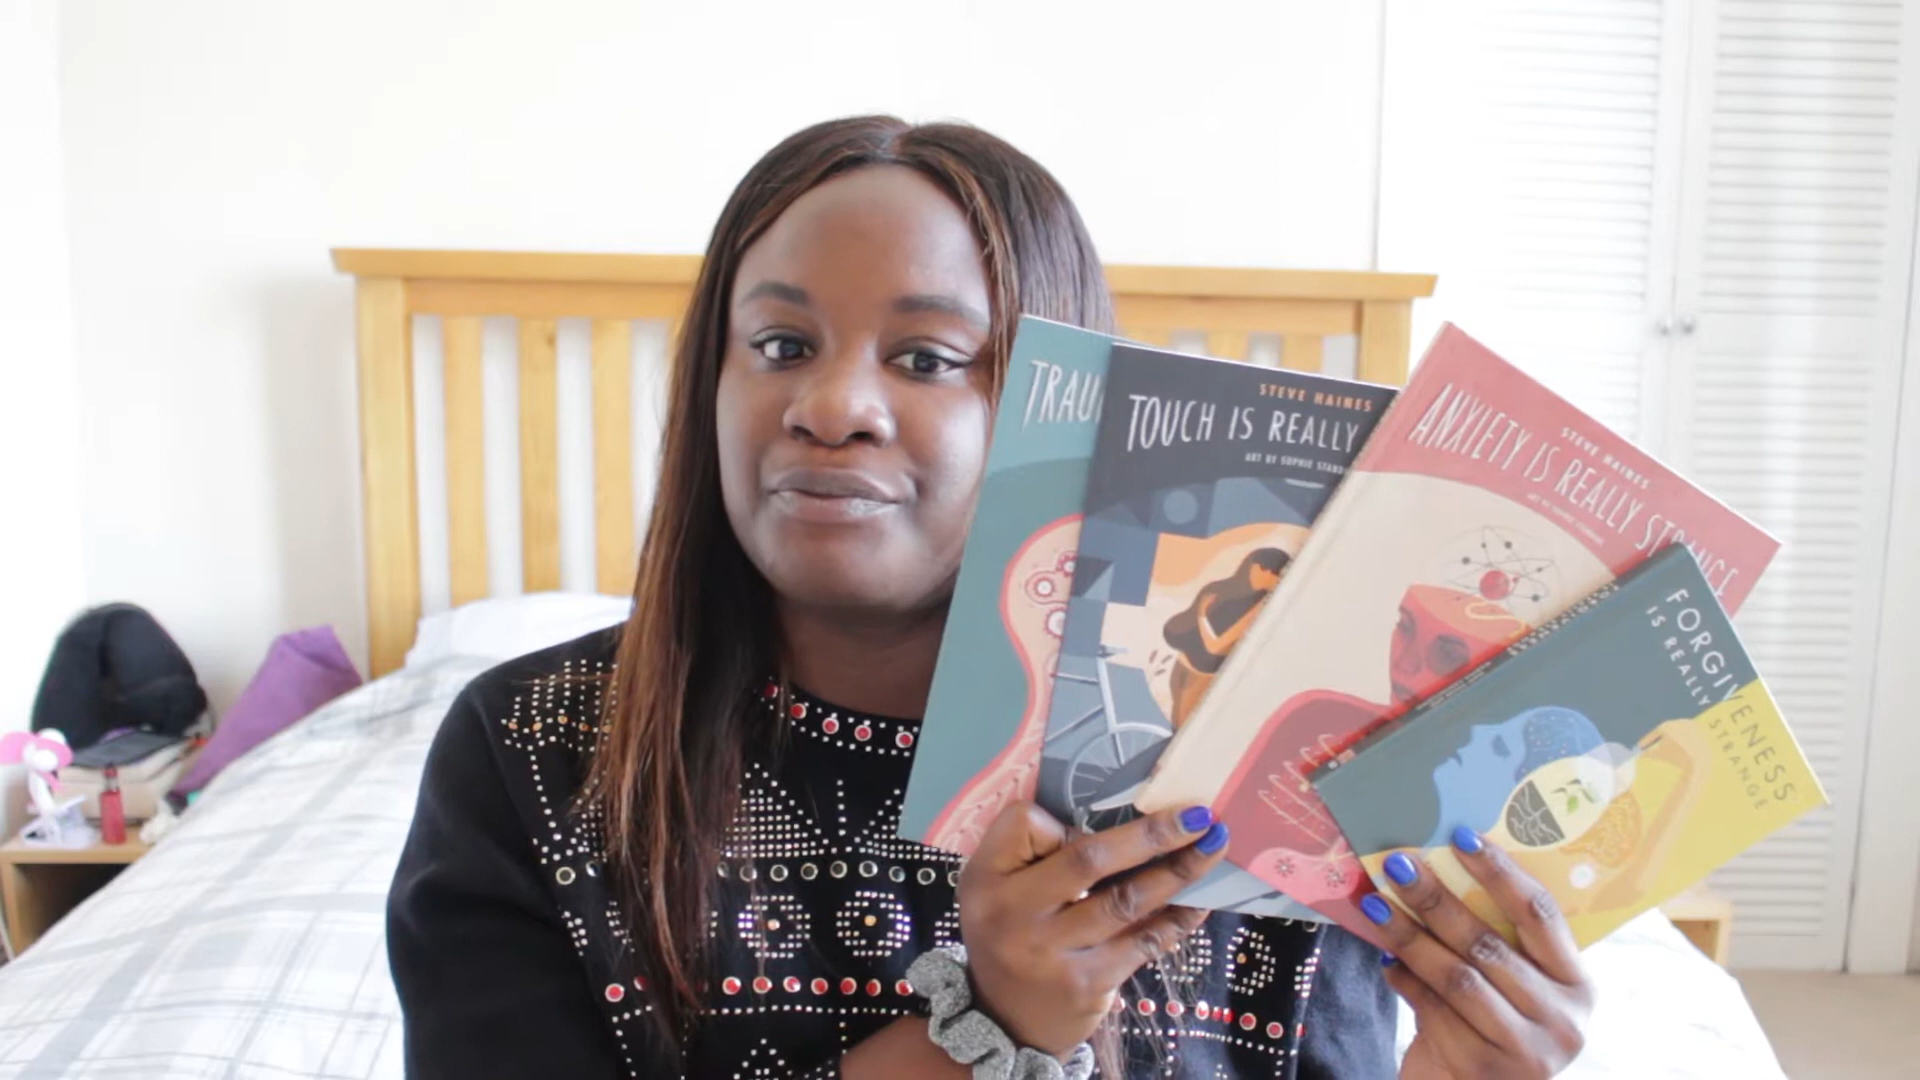 TRAU
STEVE HAINES
TOUCH IS REALLY
ART BY SOPHIE STAND
STEVE HAINES
ANXIETY IS REALLY STRANGE
FORGIVENESS
IS REALLY STRANGE